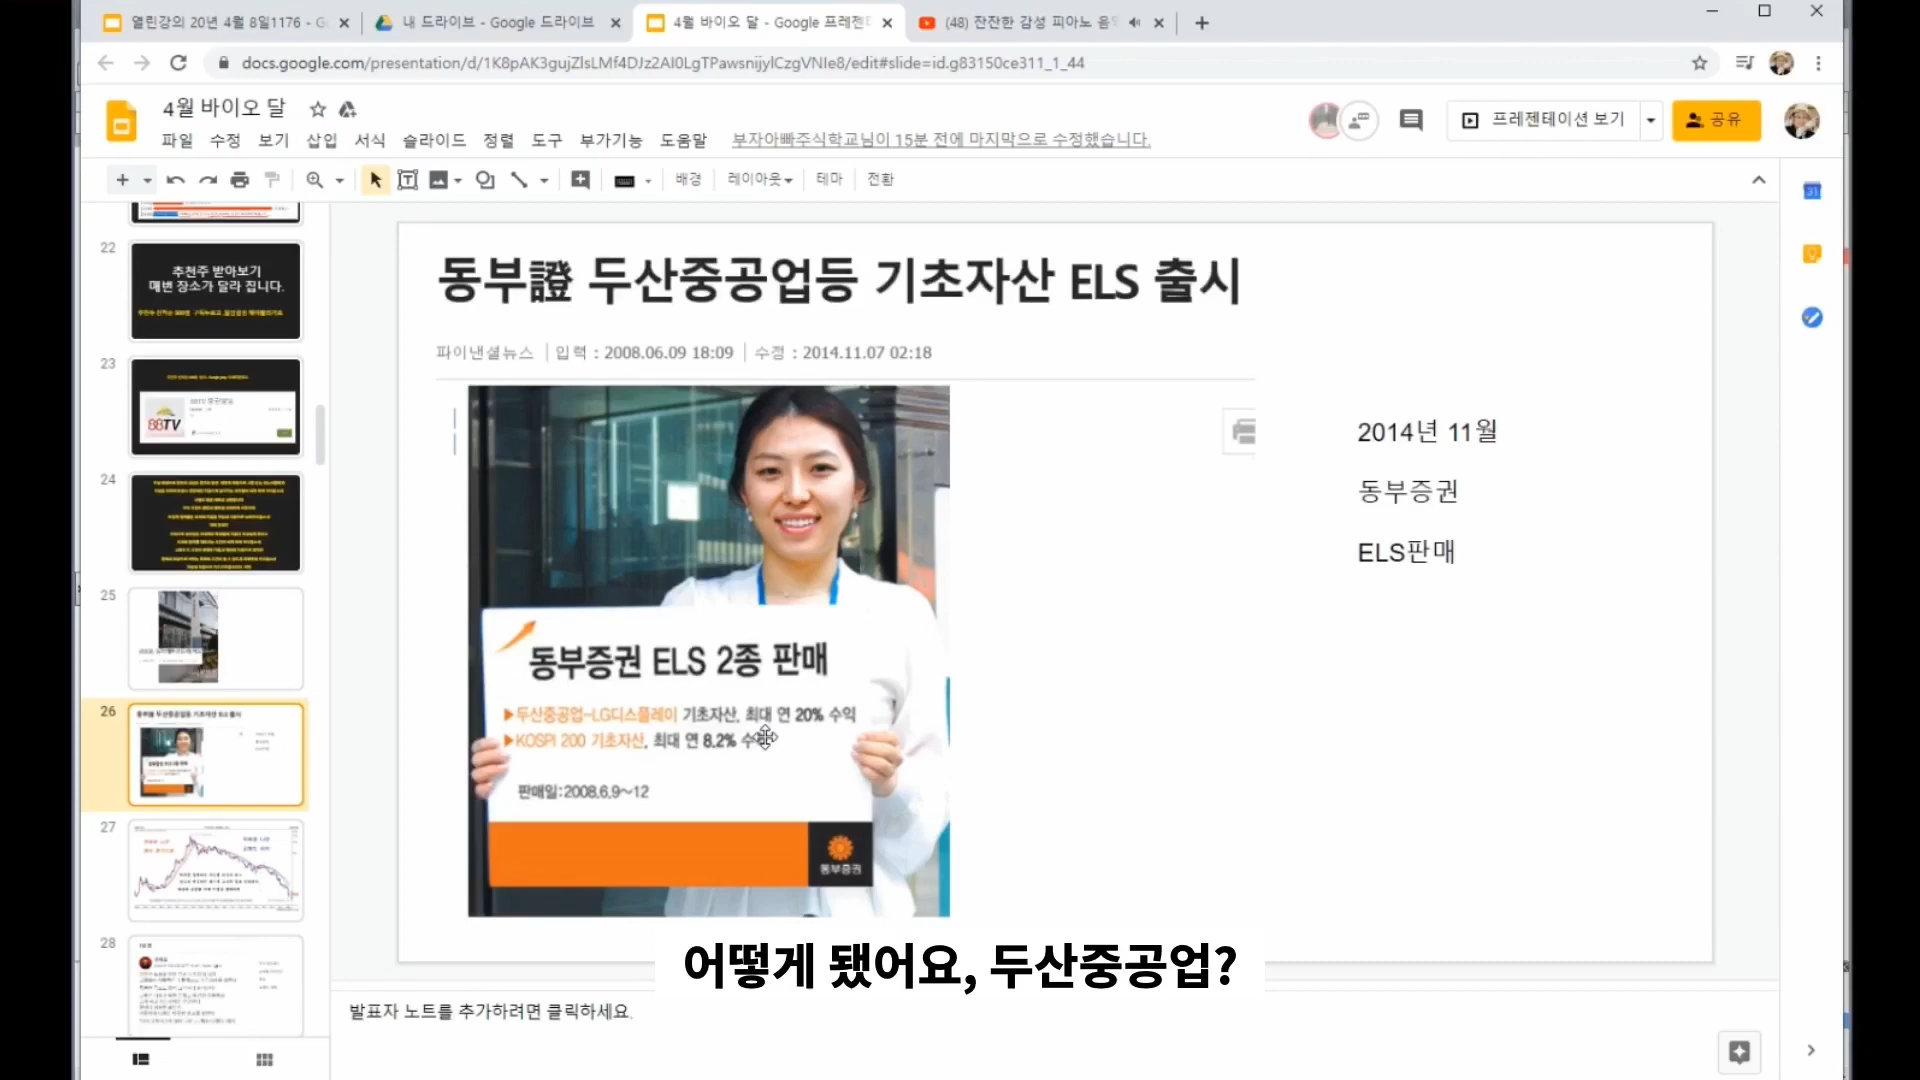 열린강의 20년 4월 8일1176 - G
내 드라이브 - Google 드라이브
4월 바이오 달 - Google 프레젠테
(48) 잔잔한 감성 피아노 음악
docs.google.com/presentation/d/1K8pAK3gujZlsLMf4DJz2AI0LgTPawsnijylCzgVNIe8/edit#slide=id.g83150ce311_1_44
4월 바이오 달
파일 수정 보기 삽입 서식 슬라이드 정렬 도구 부가기능 도움말
부자아빠주식학교님이 15분 전에 마지막으로 수정했습니다.
프레젠테이션 보기
공유
배경 레이아웃 테마 전환
22
추천주 받아보기
매번 장소가 달라 집니다.
23
88TV
24
25
26
27
28
동부證 두산중공업등 기초자산 ELS 출시
파이낸셜뉴스 입력 : 2008.06.09 18:09 수정 : 2014.11.07 02:18
동부증권 ELS 2종 판매
▶두산중공업-LG디스플레이 기초자산, 최대 연 20% 수익
▶KOSPI 200 기초자산, 최대 연 8.2% 수
판매일:2008.6.9~12
동부증권
2014년 11월
동부증권
ELS판매
어떻게 됐어요, 두산중공업?
발표자 노트를 추가하려면 클릭하세요.